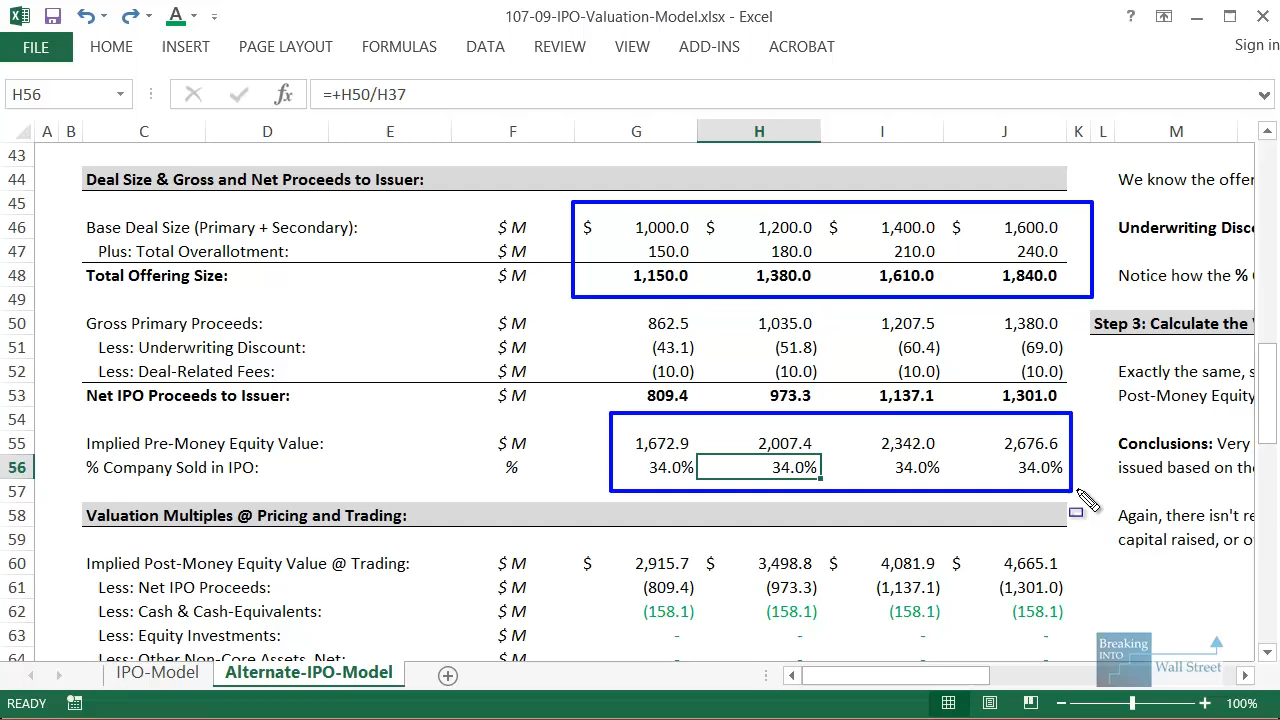 107-09-IPO-Valuation-Model.xlsx - Excel
A
?
FILE HOME INSERT PAGE LAYOUT FORMULAS DATA REVIEW VIEW ADD-INS ACROBAT Sign in
H56 fx =+H50/H37
A B C D E F G H I J K L M
43
44 Deal Size & Gross and Net Proceeds to Issuer: We know the offer
45
46 Base Deal Size (Primary + Secondary): $ M $ 1,000.0 $ 1,200.0 $ 1,400.0 $ 1,600.0 Underwriting Disc
47 Plus: Total Overallotment: $ M 150.0 180.0 210.0 240.0
48 Total Offering Size: $ M 1,150.0 1,380.0 1,610.0 1,840.0 Notice how the %
49
50 Gross Primary Proceeds: $ M 862.5 1,035.0 1,207.5 1,380.0 Step 3: Calculate the
51 Less: Underwriting Discount: $ M (43.1) (51.8) (60.4) (69.0)
52 Less: Deal-Related Fees: $ M (10.0) (10.0) (10.0) (10.0) Exactly the same, s
53 Net IPO Proceeds to Issuer: $ M 809.4 973.3 1,137.1 1,301.0 Post-Money Equity
54
55 Implied Pre-Money Equity Value: $ M 1,672.9 2,007.4 2,342.0 2,676.6 Conclusions: Very
56 % Company Sold in IPO: % 34.0% 34.0% 34.0% 34.0% issued based on the
57
58 Valuation Multiples @ Pricing and Trading: Again, there isn't re
59 capital raised, or o
60 Implied Post-Money Equity Value @ Trading: $ M $ 2,915.7 $ 3,498.8 $ 4,081.9 $ 4,665.1
61 Less: Net IPO Proceeds: $ M (809.4) (973.3) (1,137.1) (1,301.0)
62 Less: Cash & Cash-Equivalents: $ M (158.1) (158.1) (158.1) (158.1)
63 Less: Equity Investments: $ M - - - -
64 Less: Other Non-Core Assets, Net:
Breaking
INTO
Wall Street
IPO-Model Alternate-IPO-Model
READY 100%